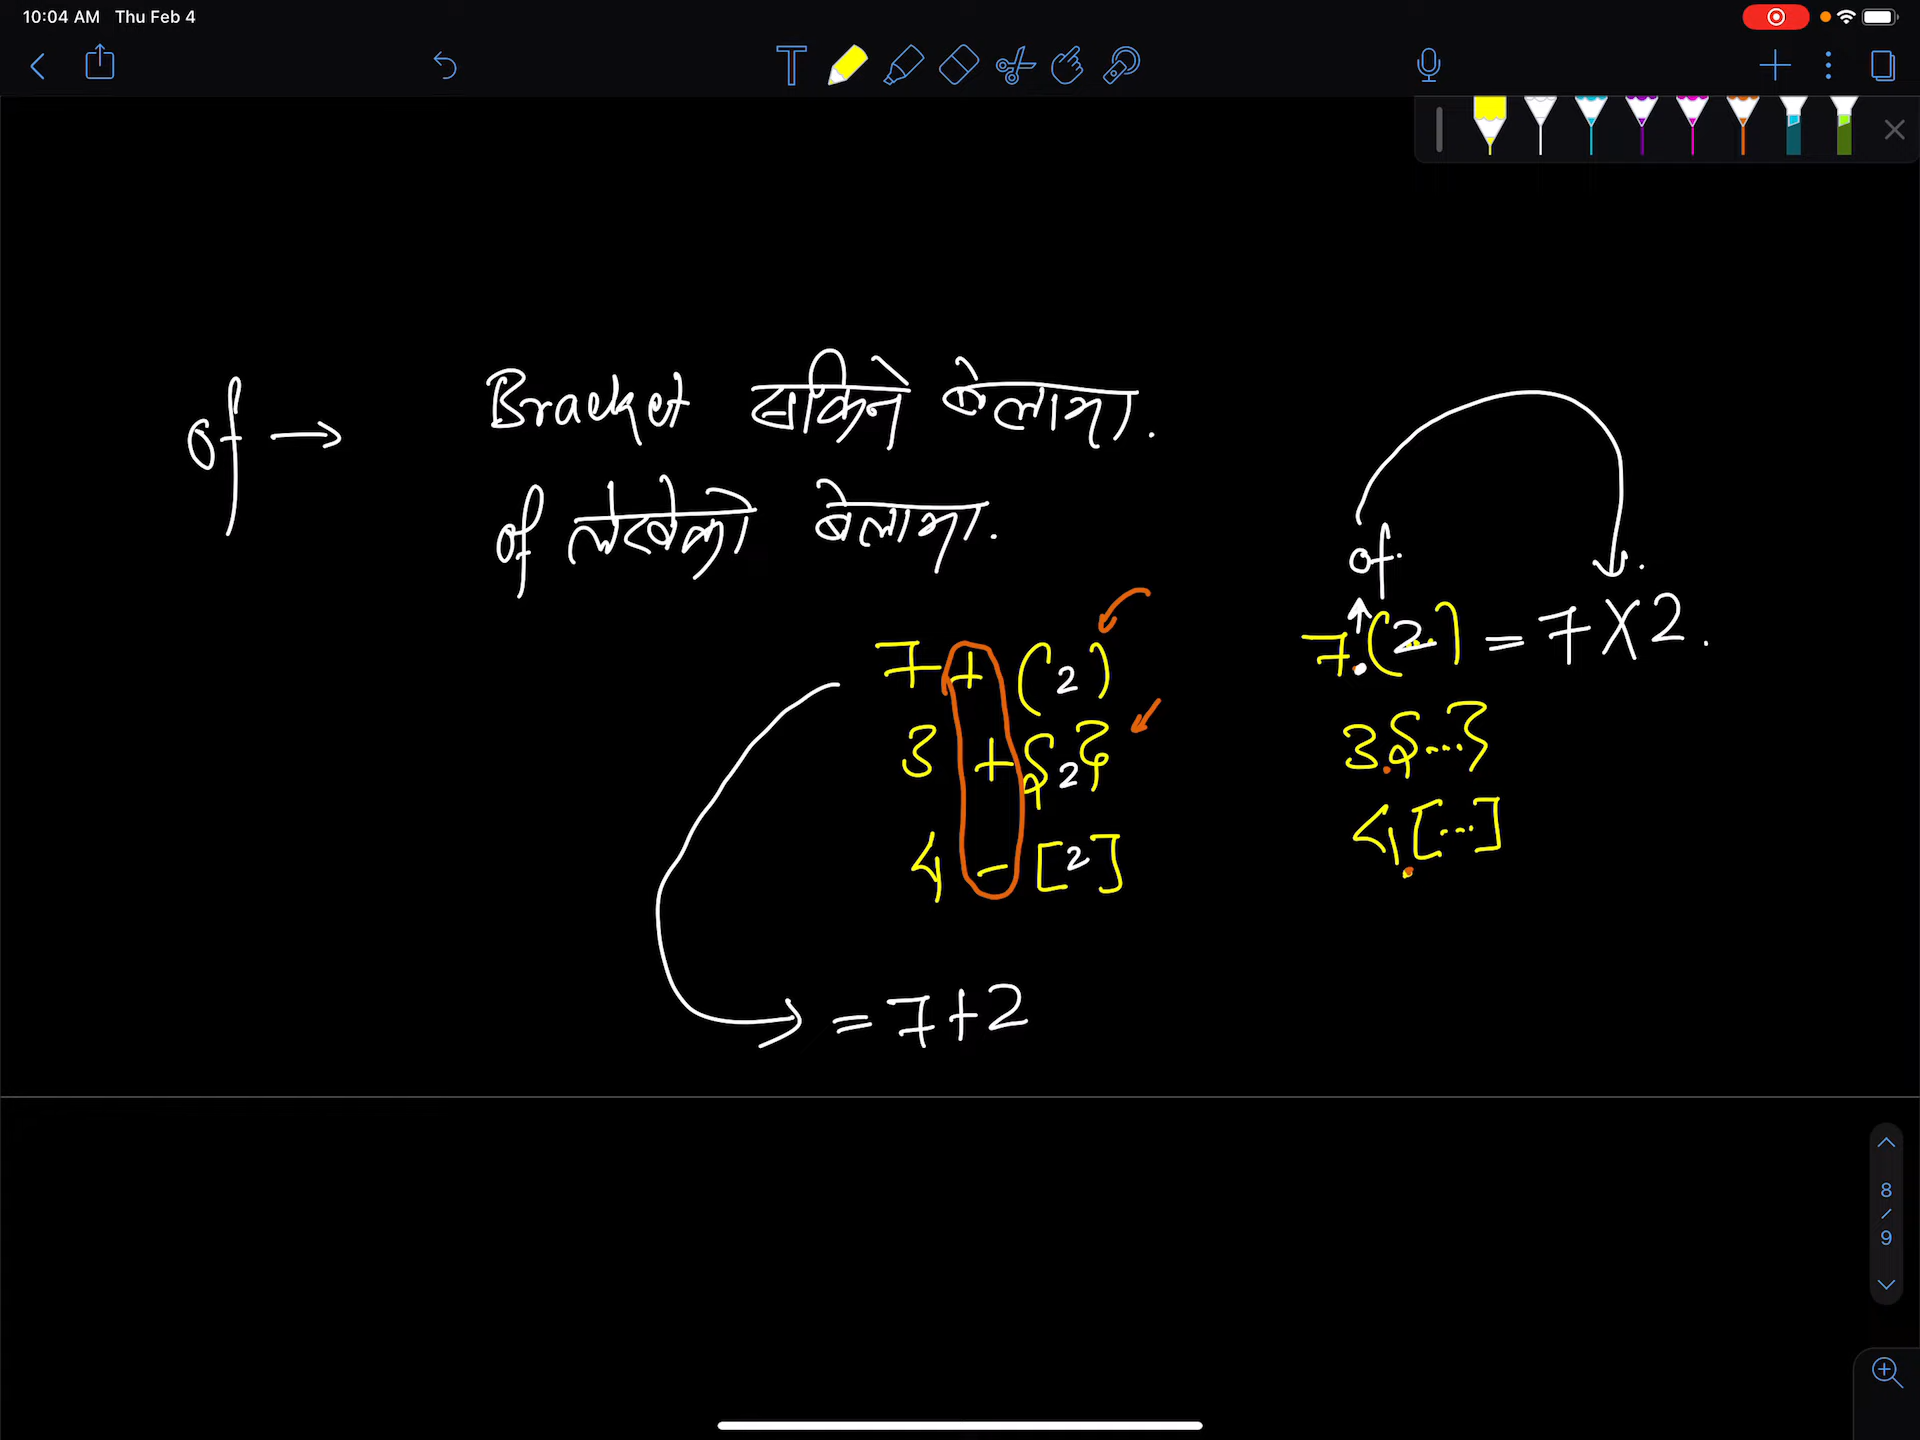 10:04 AM Thu Feb 4
of → Bracket सकिने बेलामा.
of लेखेको बेलामा.
of
7 + (2)
7.(2) = 7 X 2.
3 + {2}
3.{...}
4 - [2]
4.[...]
= 7 + 2
8
/
9